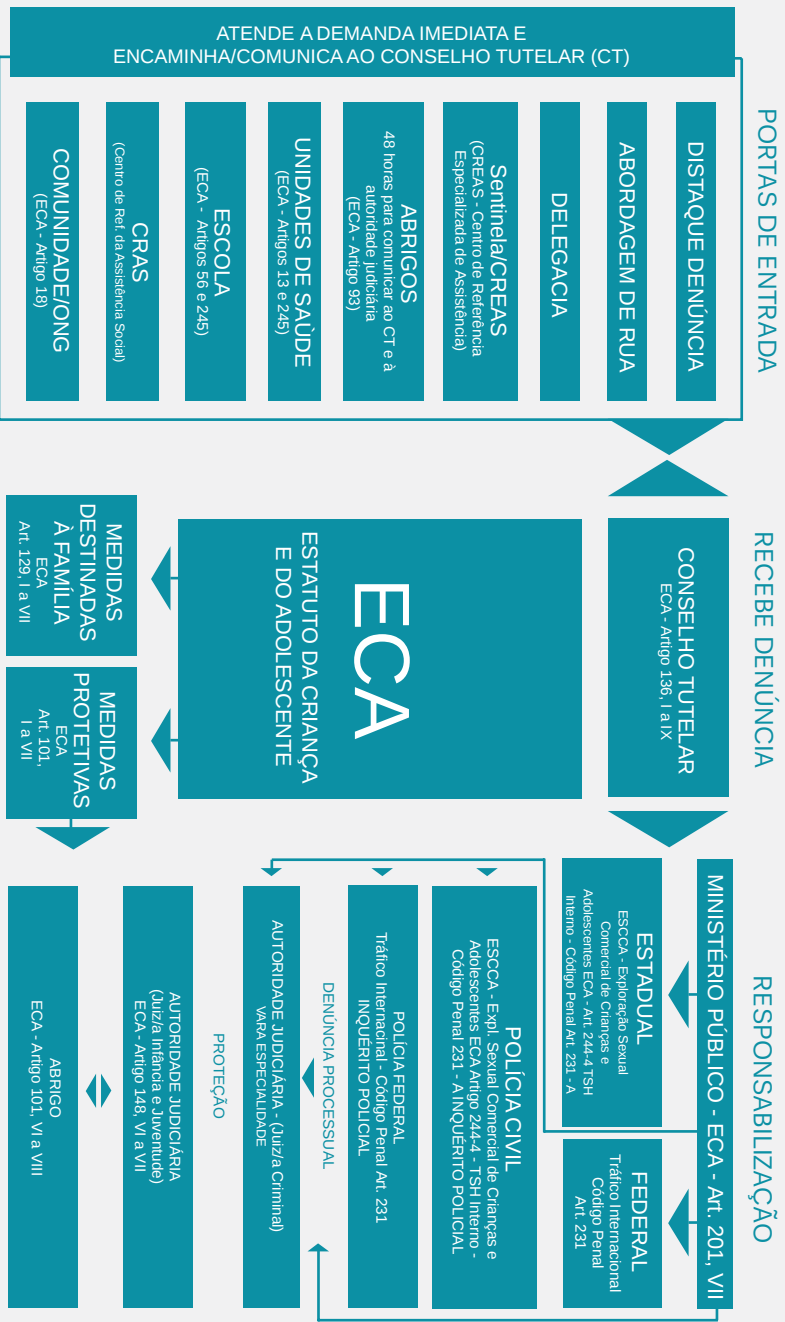 ATENDE A DEMANDA IMEDIATA E
ENCAMINHA/COMUNICA AO CONSELHO TUTELAR (CT)
PORTAS DE ENTRADA
DISTAQUE DENÚNCIA
ABORDAGEM DE RUA
DELEGACIA
Sentinela/CREAS
(CREAS - Centro de Referência
Especializada de Assistência)
ABRIGOS
48 horas para comunicar ao CT e à
autoridade judiciária
(ECA - Artigo 93)
UNIDADES DE SAÙDE
(ECA - Artigos 13 e 245)
ESCOLA
(ECA - Artigos 56 e 245)
CRAS
(Centro de Ref. da Assistência Social)
COMUNIDADE/ONG
(ECA - Artigo 18)
RECEBE DENÚNCIA
CONSELHO TUTELAR
ECA - Artigo 136, I a IX
ECA
ESTATUTO DA CRIANÇA
E DO ADOLESCENTE
MEDIDAS
DESTINADAS
À FAMÍLIA
ECA
Art. 129, I a VII
MEDIDAS
PROTETIVAS
ECA
Art. 101,
I a VII
RESPONSABILIZAÇÃO
MINISTÉRIO PÚBLICO - ECA - Art. 201, VII
ESTADUAL
ESCCA - Exploração Sexual
Comercial de Crianças e
Adolescentes ECA - Art. 244-4 TSH
Interno - Código Penal Art. 231 - A
FEDERAL
Tráfico Internacional
Código Penal
Art. 231
POLÍCIA CIVIL
ESCCA - Expl. Sexual Comercial de Crianças e
Adolescentes ECA Artigo 244-4 - TSH Interno -
Código Penal 231 - A INQUÉRITO POLICIAL
POLÍCIA FEDERAL
Tráfico Internacinal - Código Penal Art. 231
INQUÉRITO POLICIAL
DENÚNCIA PROCESSUAL
AUTORIDADE JUDICIÁRIA - (Juiz/a Criminal)
VARA ESPECIALIDADE
PROTEÇÃO
AUTORIDADE JUDICIÁRIA
(Juiz/a Infância e Juventude)
ECA - Artigo 148, VI a VII
ABRIGO
ECA - Artigo 101, VI a VIII